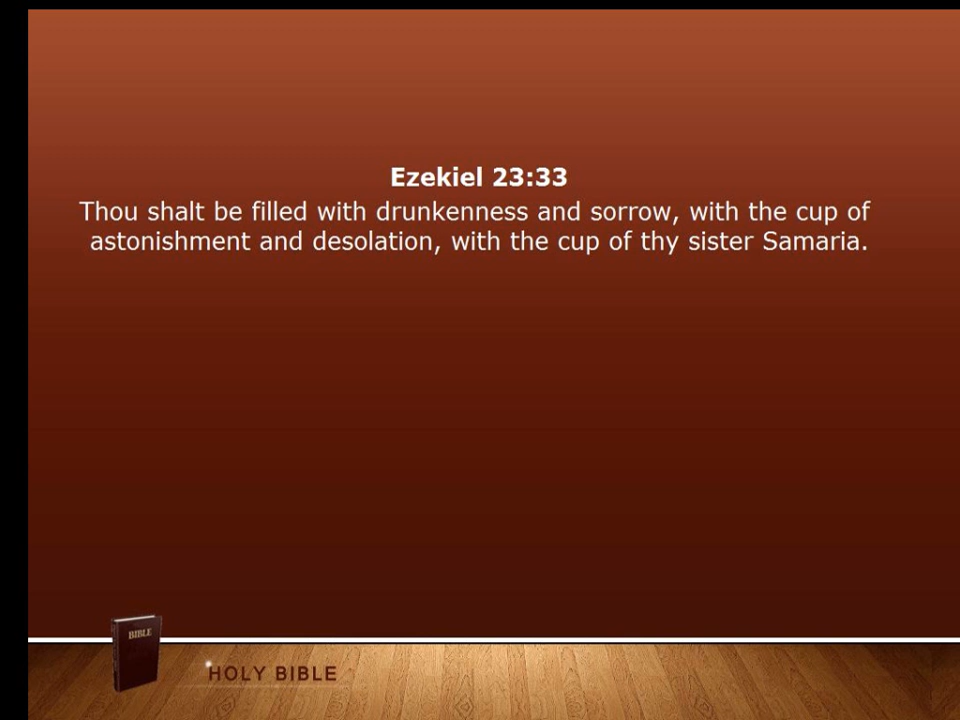 Ezekiel 23:33
Thou shalt be filled with drunkenness and sorrow, with the cup of
astonishment and desolation, with the cup of thy sister Samaria.
BIBLE
HOLY BIBLE